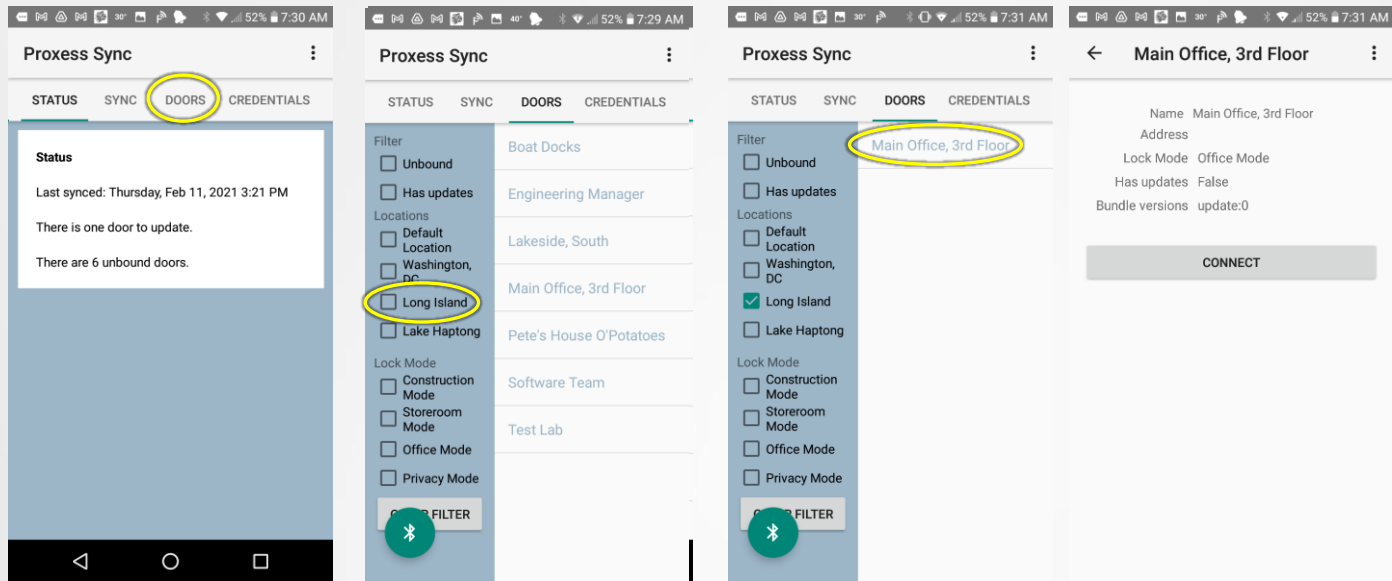 30° 52% 7:30 AM
Proxess Sync
STATUS SYNC DOORS CREDENTIALS
Status
Last synced: Thursday, Feb 11, 2021 3:21 PM
There is one door to update.
There are 6 unbound doors.
40° 52% 7:29 AM
Proxess Sync
STATUS SYNC DOORS CREDENTIALS
Filter
Unbound
Has updates
Locations
Default
Location
Washington,
DC
Long Island
Lake Haptong
Lock Mode
Construction
Mode
Storeroom
Mode
Office Mode
Privacy Mode
FILTER
Boat Docks
Engineering Manager
Lakeside, South
Main Office, 3rd Floor
Pete's House O'Potatoes
Software Team
Test Lab
30° 52% 7:31 AM
Proxess Sync
STATUS SYNC DOORS CREDENTIALS
Filter
Unbound
Has updates
Locations
Default
Location
Washington,
DC
Long Island
Lake Haptong
Lock Mode
Construction
Mode
Storeroom
Mode
Office Mode
Privacy Mode
FILTER
Main Office, 3rd Floor
30° 52% 7:31 AM
Main Office, 3rd Floor
Name Main Office, 3rd Floor
Address
Lock Mode Office Mode
Has updates False
Bundle versions update:0
CONNECT